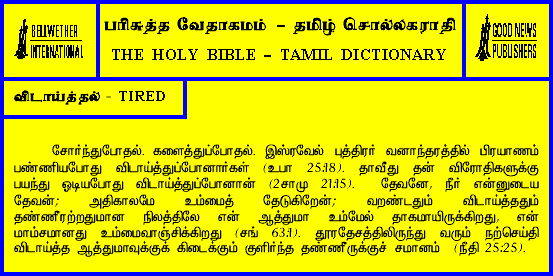 BELLWETHER
INTERNATIONAL
பரிசுத்த வேதாகமம் – தமிழ் சொல்லகராதி
THE HOLY BIBLE – TAMIL DICTIONARY
GOOD NEWS
PUBLISHERS
விடாய்த்தல் - TIRED
சோர்ந்துபோதல். களைத்துப்போதல். இஸ்ரவேல் புத்திரர் வனாந்தரத்தில் பிரயாணம்
பண்ணியபோது விடாய்த்துப்போனார்கள் (உபா 25:18). தாவீது தன் விரோதிகளுக்கு
பயந்து ஓடியபோது விடாய்த்துப்போனான் (2சாமு 21:15). தேவனே, நீர் என்னுடைய
தேவன்; அதிகாலமே உம்மைத் தேடுகிறேன்; வறண்டதும் விடாய்த்ததும்
தண்ணீரற்றதுமான நிலத்திலே என் ஆத்துமா உம்மேல் தாகமாயிருக்கிறது, என்
மாம்சமானது உம்மைவாஞ்சிக்கிறது (சங் 63:1). தூரதேசத்திலிருந்து வரும் நற்செய்தி
விடாய்த்த ஆத்துமாவுக்குக் கிடைக்கும் குளிர்ந்த தண்ணீருக்குச் சமானம் (நீதி 25:25).